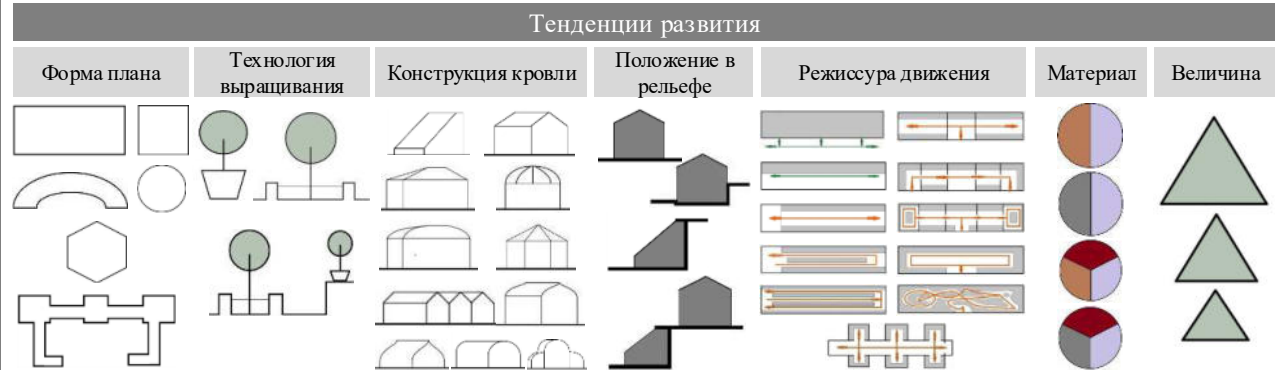 Тенденции развития
Форма плана
Технология
выращивания
Конструкция кровли
Положение в
рельефе
Режиссура движения
Материал
Величина